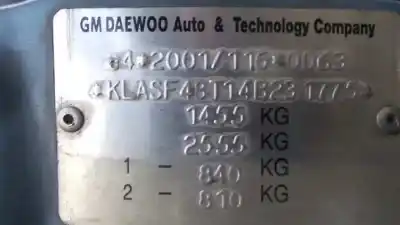 GM DAEWOO Auto & Technology Company
e4*2001/116*0063
*KLASF48T14B231775*
1455 KG
2555 KG
1 - 840 KG
2 - 810 KG